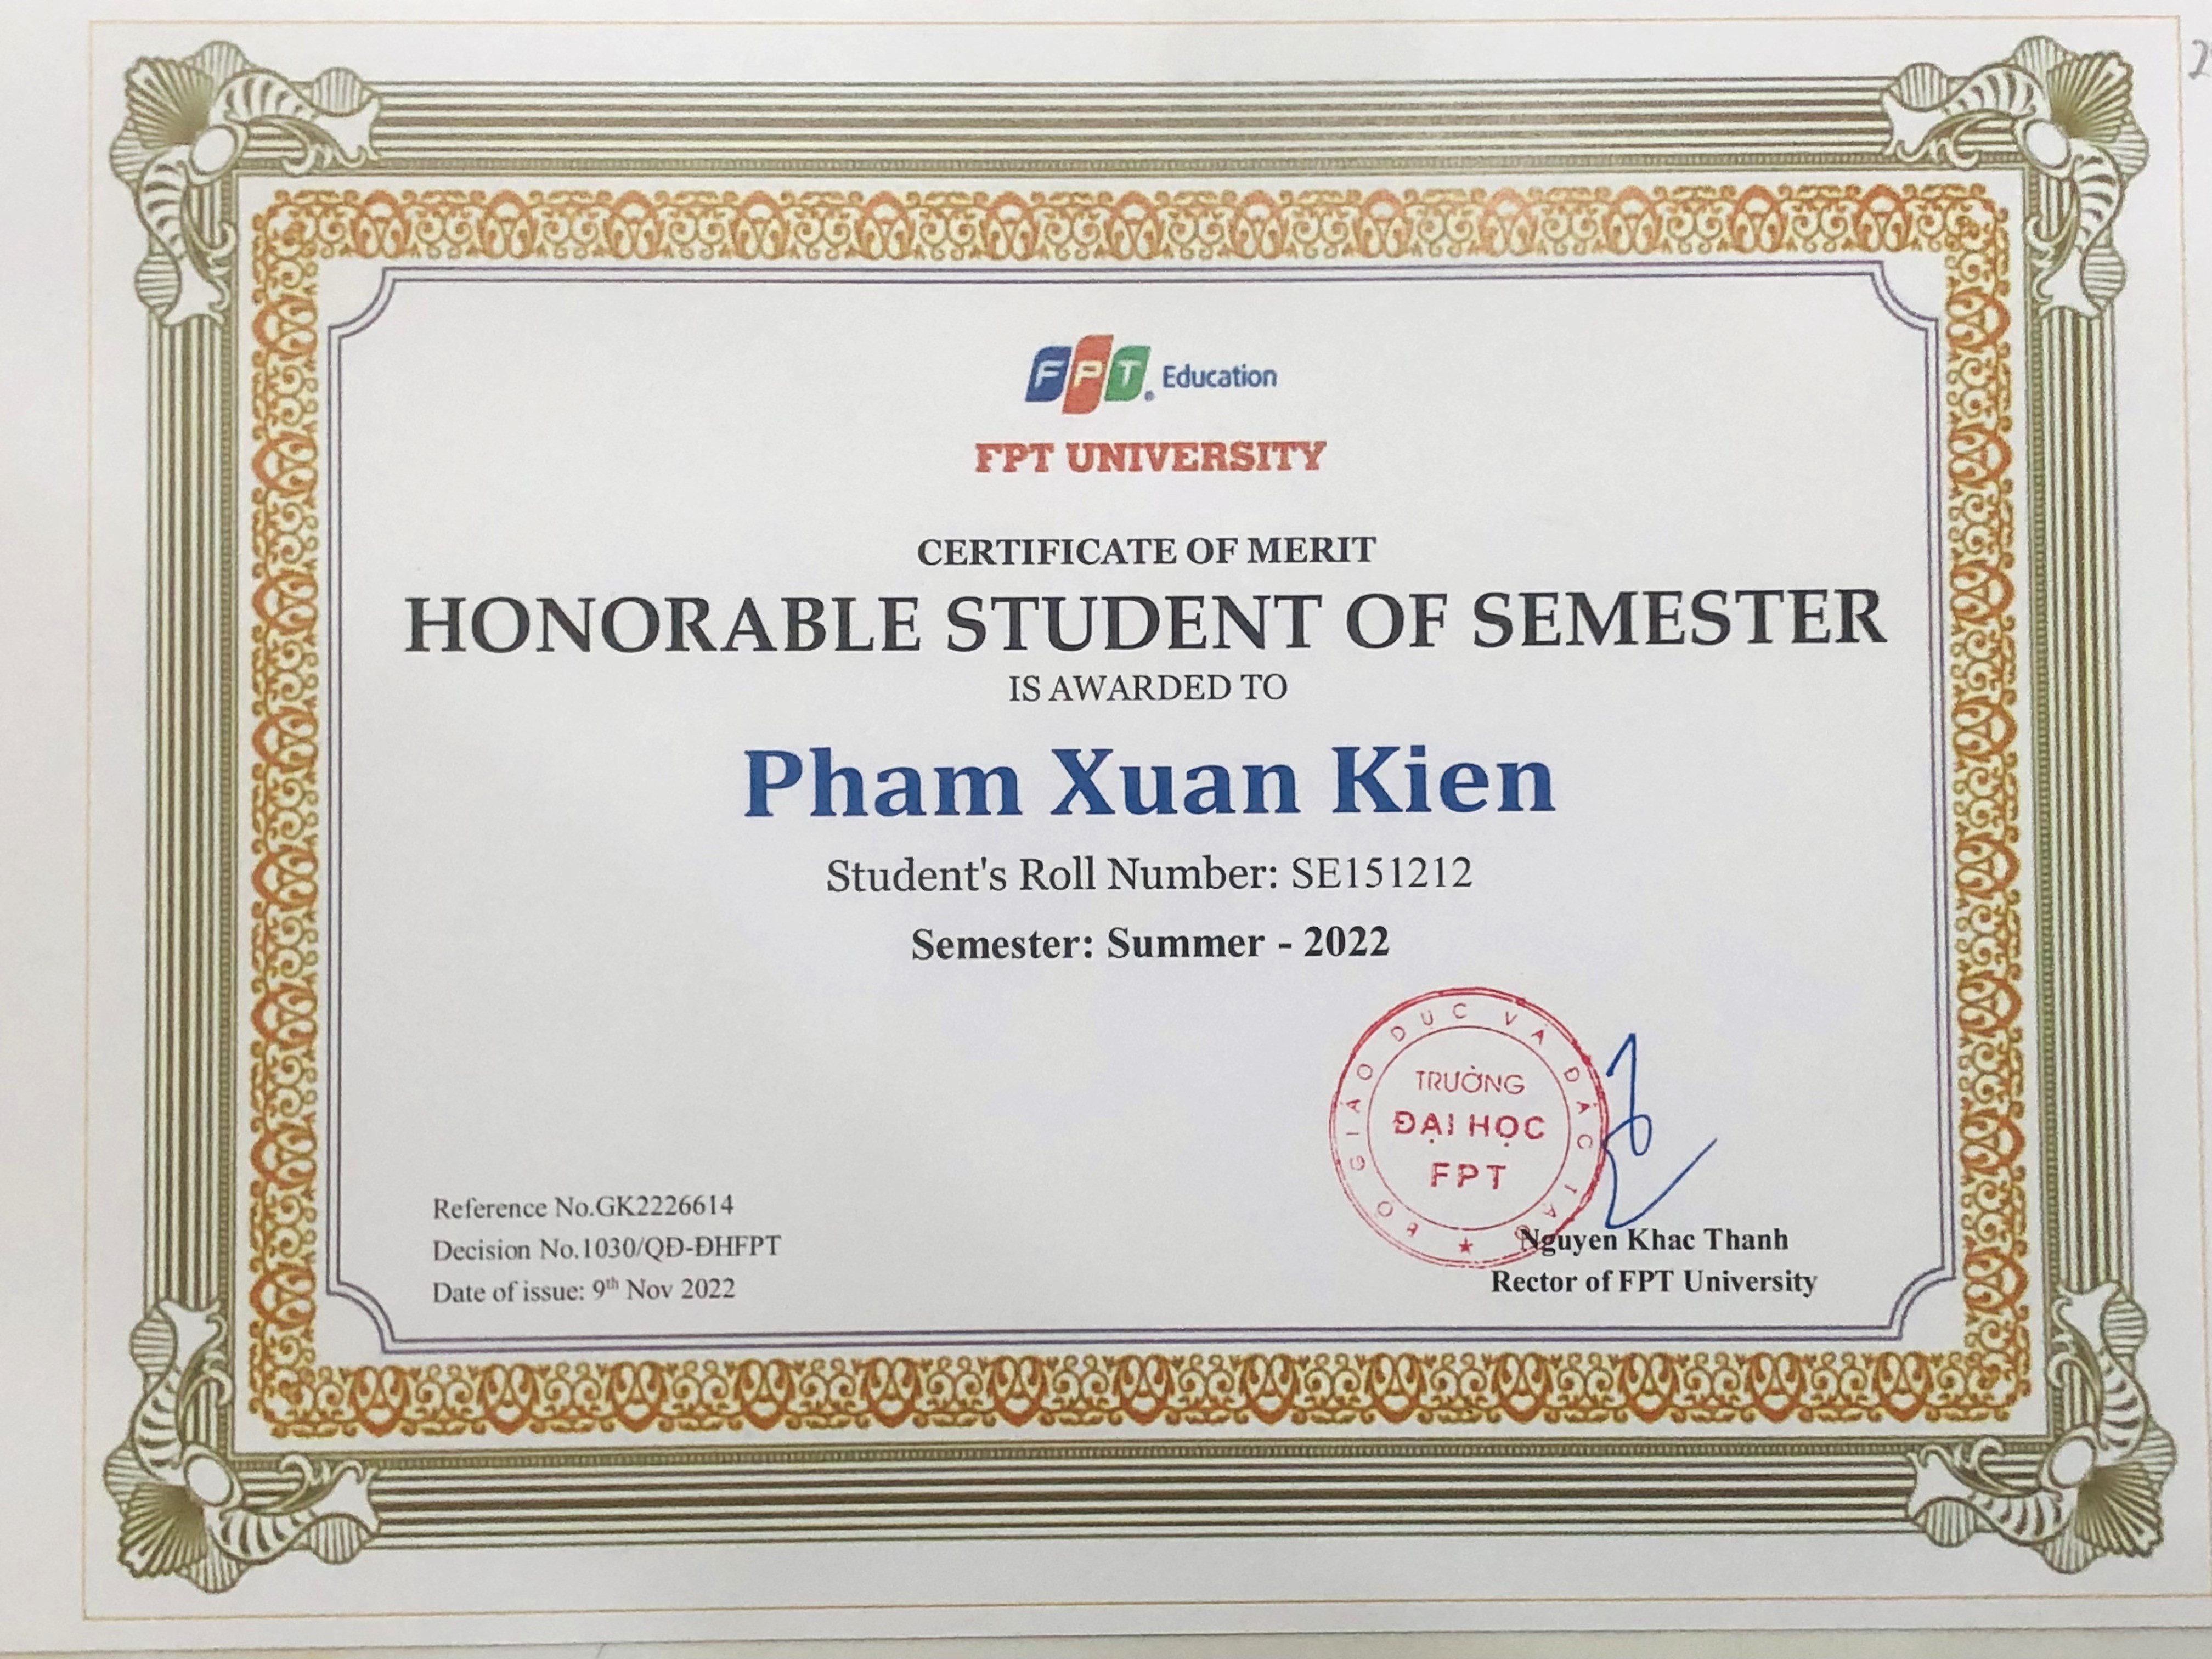 FPT. Education
FPT UNIVERSITY
CERTIFICATE OF MERIT
HONORABLE STUDENT OF SEMESTER
IS AWARDED TO
Pham Xuan Kien
Student's Roll Number: SE151212
Semester: Summer - 2022
BỘ GIÁO DỤC VÀ ĐÀO TẠO
TRƯỜNG
ĐẠI HỌC
FPT
★
Nguyen Khac Thanh
Rector of FPT University
Reference No.GK2226614
Decision No.1030/QĐ-ĐHFPT
Date of issue: 9th Nov 2022